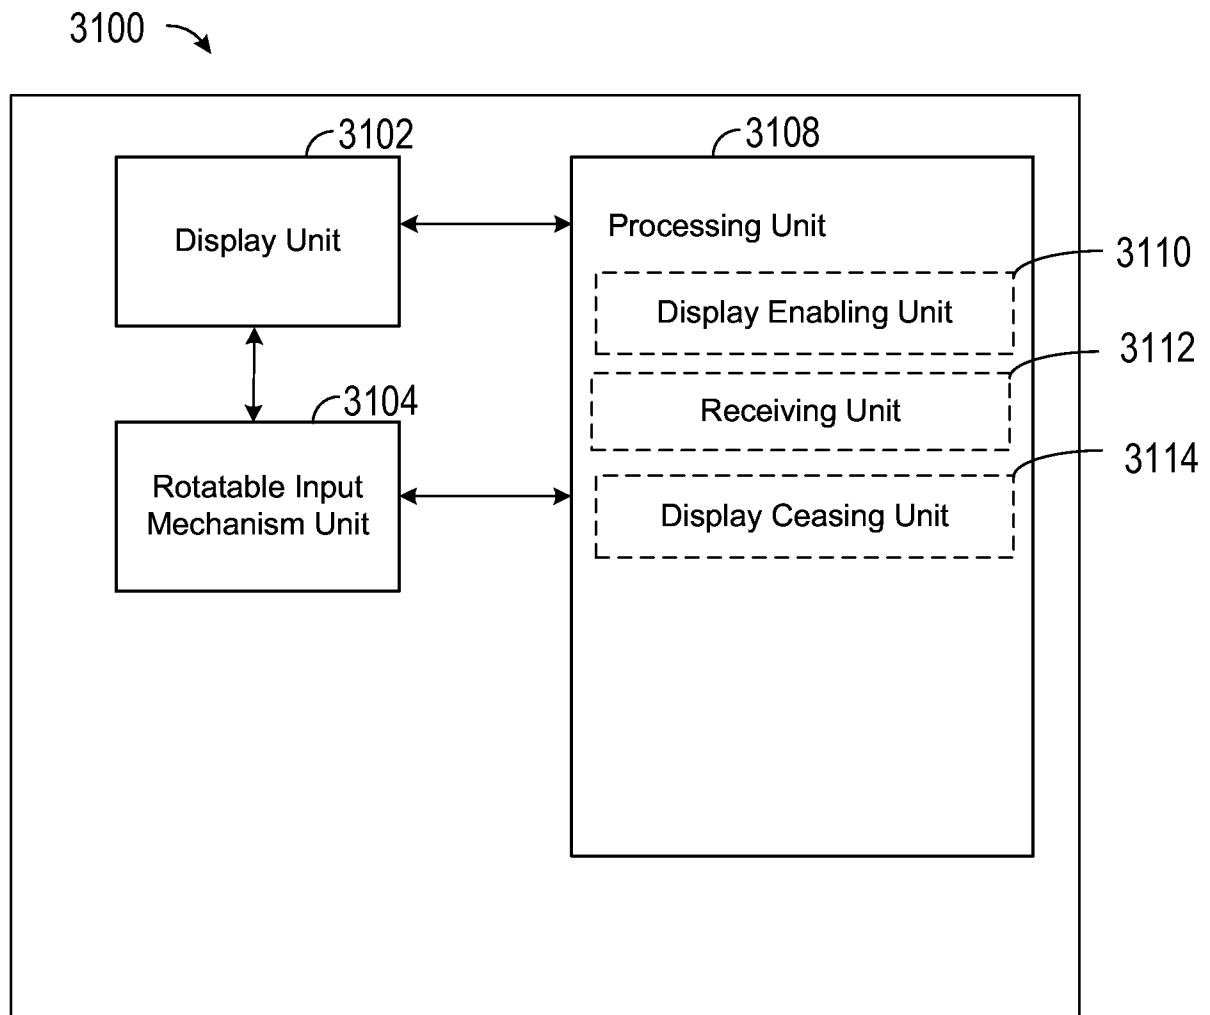 3100
3102
Display Unit
3108
Processing Unit
3110
Display Enabling Unit
3112
Receiving Unit
3104
Rotatable Input
Mechanism Unit
3114
Display Ceasing Unit